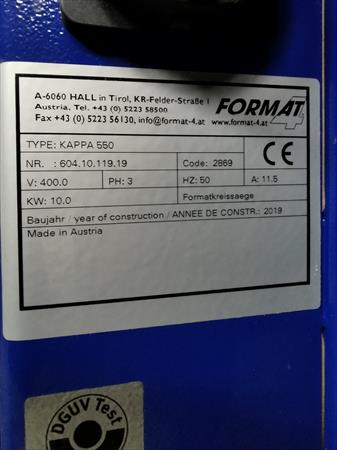 A-6060 HALL in Tirol, KR-Felder-Straße 1
Austria. Tel. +43 (0) 5223 58500
Fax +43 (0) 5223 56130, info@format-4.at
FORMAT 4
www.format-4.at
TYPE: KAPPA 550
NR. : 604.10.119.19 Code: 2869 CE
V: 400.0 PH: 3 HZ: 50 A: 11.5
KW: 10.0 Formatkreissaege
Baujahr / year of construction / ANNEE DE CONSTR.: 2019
Made in Austria
DGUV Test